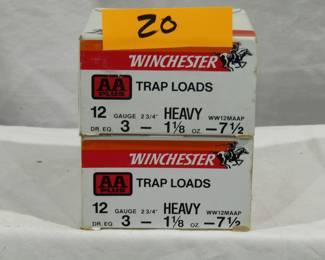 20
WINCHESTER
AA PLUS TRAP LOADS
12 GAUGE 2 3/4" HEAVY WW12MAAP
DR. EQ. 3 — 1 1/8 OZ. — 7 1/2
WINCHESTER
AA PLUS TRAP LOADS
12 GAUGE 2 3/4" HEAVY WW12MAAP
DR. EQ. 3 — 1 1/8 OZ. — 7 1/2